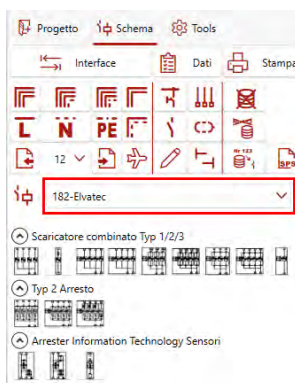 Progetto Schema Tools
Interface Dati Stampa
L N PE
12 Nr 123 SPS
182-Elvatec
Scaricatore combinato Typ 1/2/3
Typ 2 Arresto
Arrester Information Technology Sensori